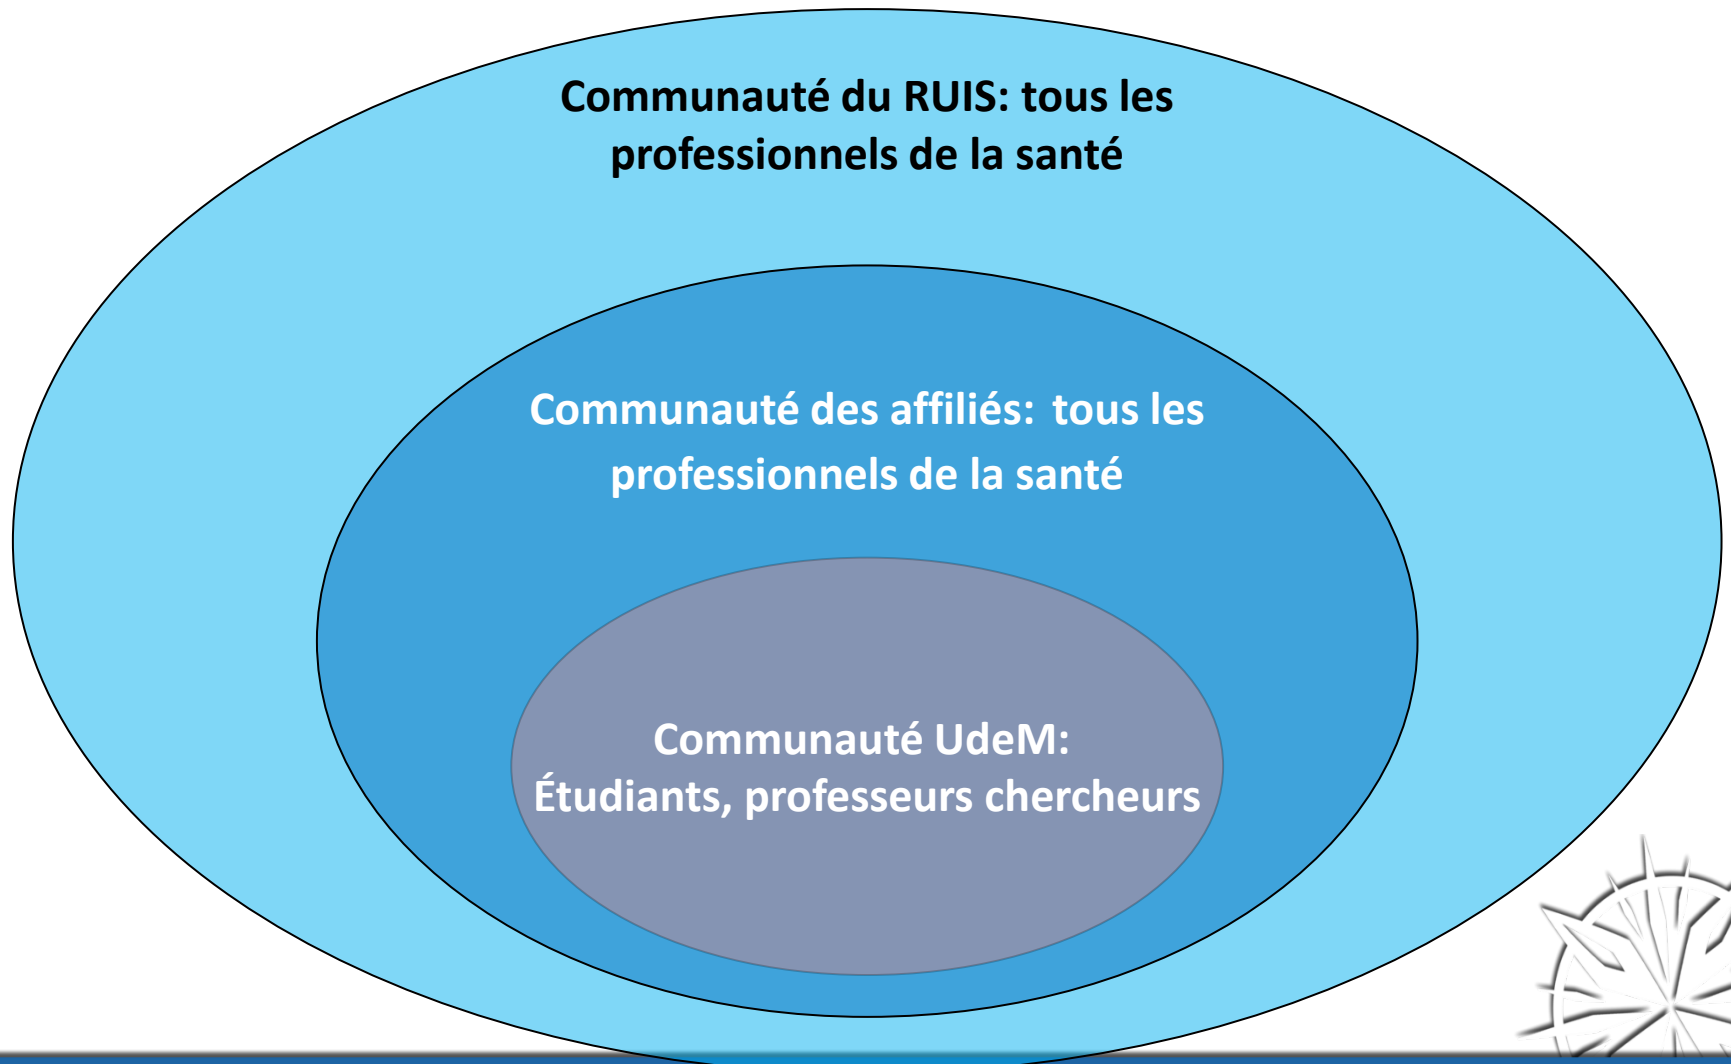 Communauté du RUIS: tous les
professionnels de la santé
Communauté des affiliés: tous les
professionnels de la santé
Communauté UdeM:
Étudiants, professeurs chercheurs